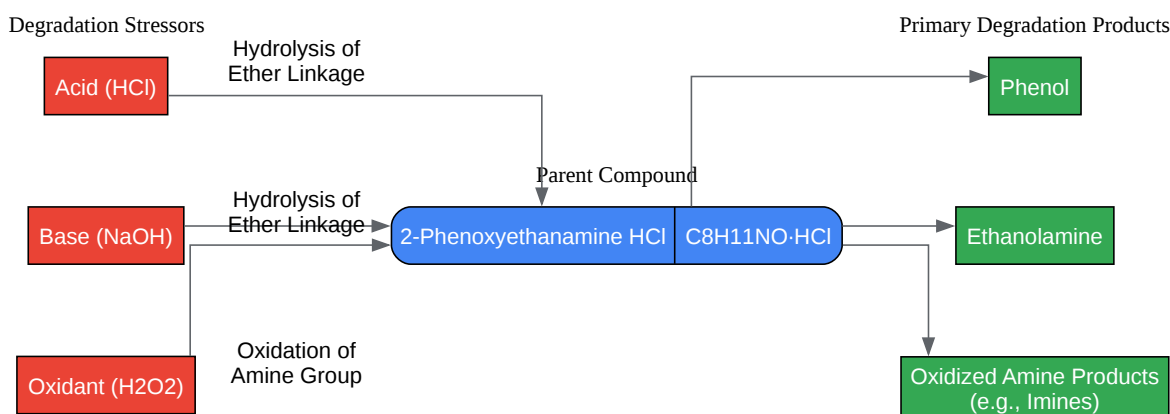 Degradation Stressors
Primary Degradation Products
Hydrolysis of
Ether Linkage
Acid (HCl)
Phenol
Parent Compound
Hydrolysis of
Ether Linkage
Base (NaOH)
2-Phenoxyethanamine HCl
C8H11NO·HCl
Ethanolamine
Oxidation of
Amine Group
Oxidant (H2O2)
Oxidized Amine Products
(e.g., Imines)